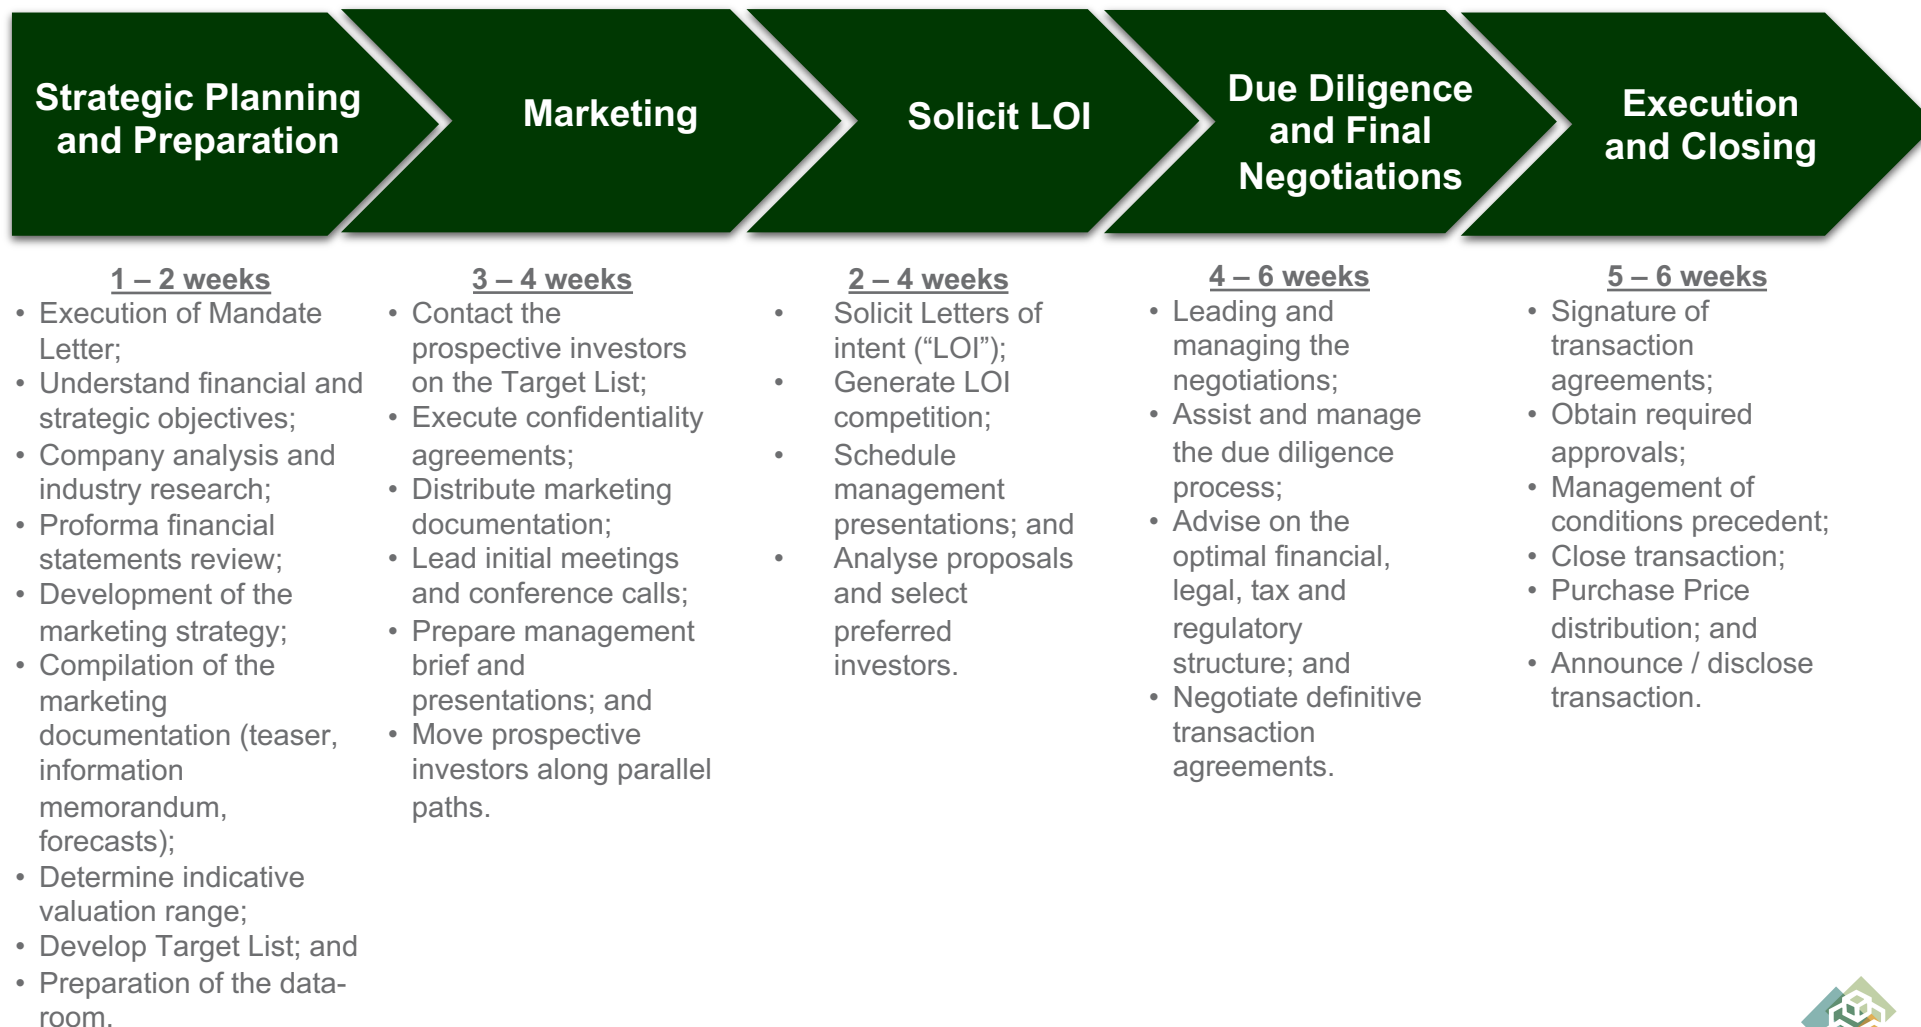 Strategic Planning
and Preparation
Marketing
Solicit LOI
Due Diligence
and Final
Negotiations
Execution
and Closing
1 – 2 weeks
• Execution of Mandate
Letter;
• Understand financial and
strategic objectives;
• Company analysis and
industry research;
• Proforma financial
statements review;
• Development of the
marketing strategy;
• Compilation of the
marketing
documentation (teaser,
information
memorandum,
forecasts);
• Determine indicative
valuation range;
• Develop Target List; and
• Preparation of the data-
room.
3 – 4 weeks
• Contact the
prospective investors
on the Target List;
• Execute confidentiality
agreements;
• Distribute marketing
documentation;
• Lead initial meetings
and conference calls;
• Prepare management
brief and
presentations; and
• Move prospective
investors along parallel
paths.
2 – 4 weeks
• Solicit Letters of
intent (“LOI”);
• Generate LOI
competition;
• Schedule
management
presentations; and
• Analyse proposals
and select
preferred
investors.
4 – 6 weeks
• Leading and
managing the
negotiations;
• Assist and manage
the due diligence
process;
• Advise on the
optimal financial,
legal, tax and
regulatory
structure; and
• Negotiate definitive
transaction
agreements.
5 – 6 weeks
• Signature of
transaction
agreements;
• Obtain required
approvals;
• Management of
conditions precedent;
• Close transaction;
• Purchase Price
distribution; and
• Announce / disclose
transaction.